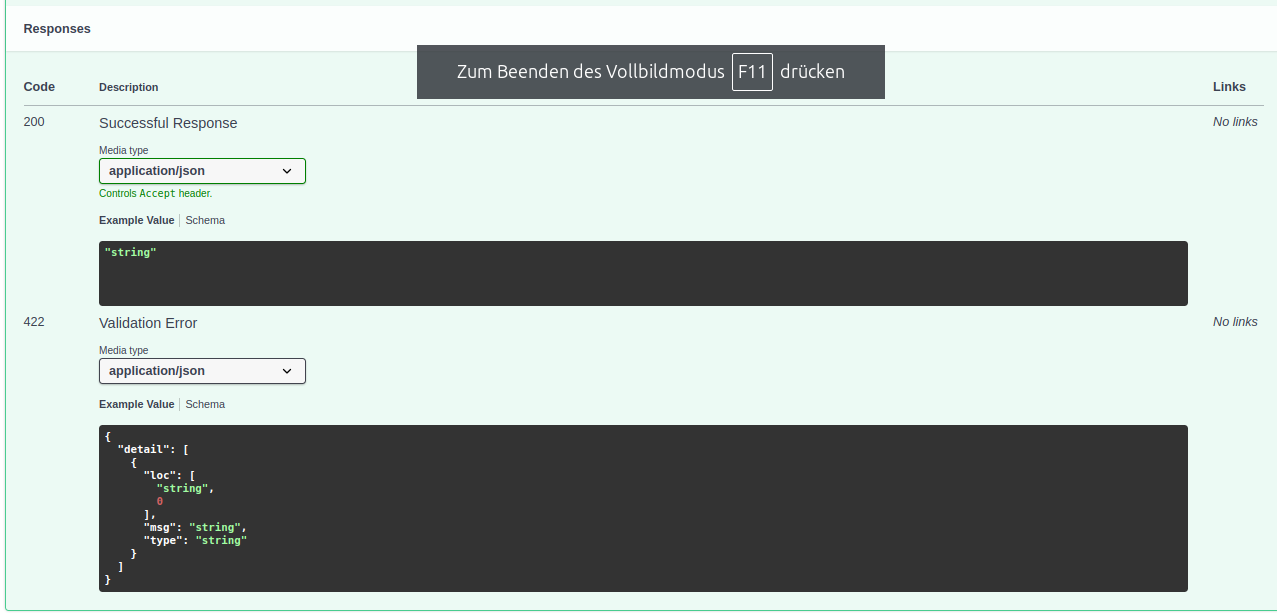 Responses
Zum Beenden des Vollbildmodus F11 drücken
Code Description Links
200 Successful Response No links
Media type
application/json
Controls Accept header.
Example Value Schema
"string"
422 Validation Error No links
Media type
application/json
Example Value Schema
{
  "detail": [
    {
      "loc": [
        "string",
        0
      ],
      "msg": "string",
      "type": "string"
    }
  ]
}